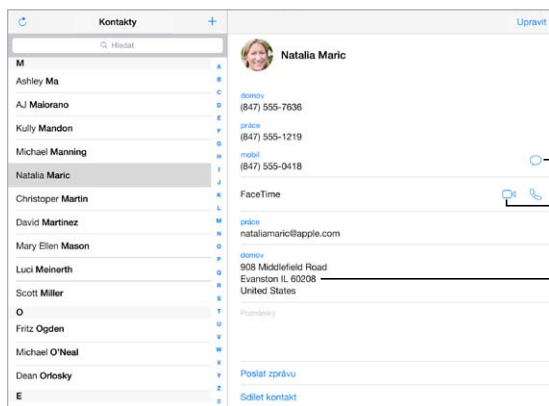 Kontakty +
Hledat
M
Ashley Ma
AJ Maiorano
Kully Mandon
Michael Manning
Natalia Maric
Christoper Martin
David Martinez
Mary Ellen Mason
Luci Meinerth
Scott Miller
O
Fritz Ogden
Michael O'Neal
Dean Orlosky
E
A
B
C
D
E
F
G
H
I
J
K
L
M
N
O
P
Q
R
S
T
U
V
W
X
Y
Z
Upravit
Natalia Maric
domov
(847) 555-7636
práce
(847) 555-1219
mobil
(847) 555-0418
FaceTime
práce
nataliamaric@apple.com
domov
908 Middlefield Road
Evanston IL 60208
United States
Poznámky
Poslat zprávu
Sdílet kontakt